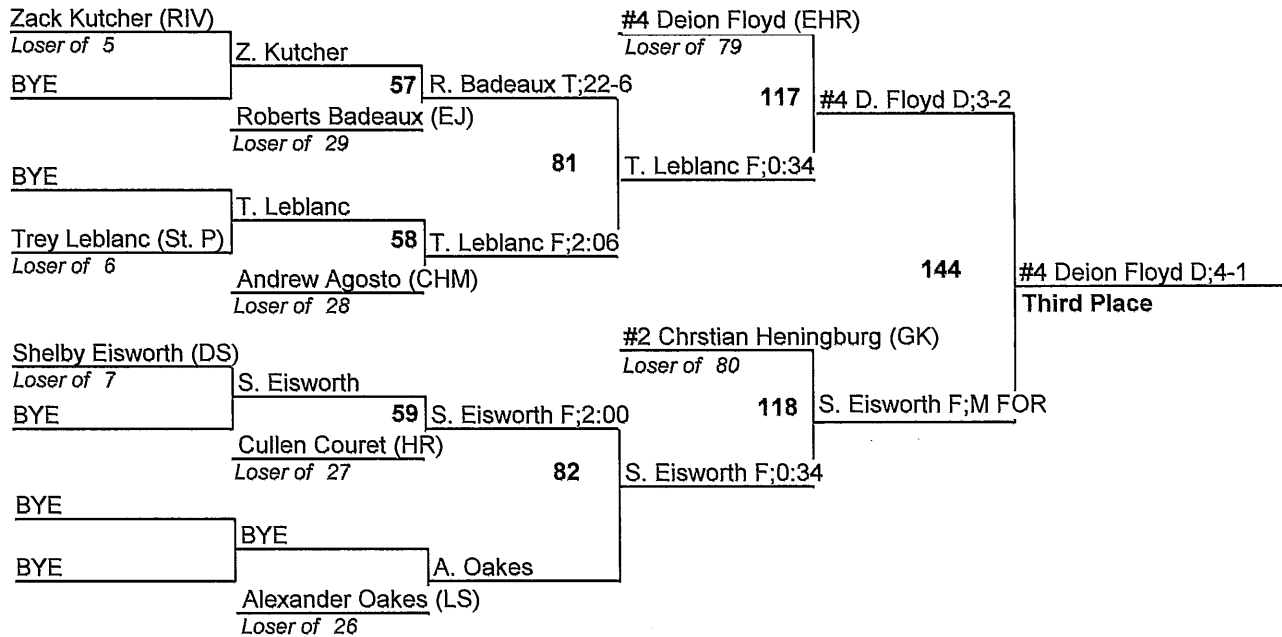 Zack Kutcher (RIV)
Loser of 5
BYE
Z. Kutcher
57
Roberts Badeaux (EJ)
Loser of 29
R. Badeaux T;22-6
BYE
Trey Leblanc (St. P)
Loser of 6
T. Leblanc
58
Andrew Agosto (CHM)
Loser of 28
T. Leblanc F;2:06
81
T. Leblanc F;0:34
#4 Deion Floyd (EHR)
Loser of 79
117
#4 D. Floyd D;3-2
Shelby Eisworth (DS)
Loser of 7
BYE
S. Eisworth
59
Cullen Couret (HR)
Loser of 27
S. Eisworth F;2:00
BYE
BYE
BYE
Alexander Oakes (LS)
Loser of 26
A. Oakes
82
S. Eisworth F;0:34
#2 Chrstian Heningburg (GK)
Loser of 80
118
S. Eisworth F;M FOR
144
#4 Deion Floyd D;4-1
Third Place